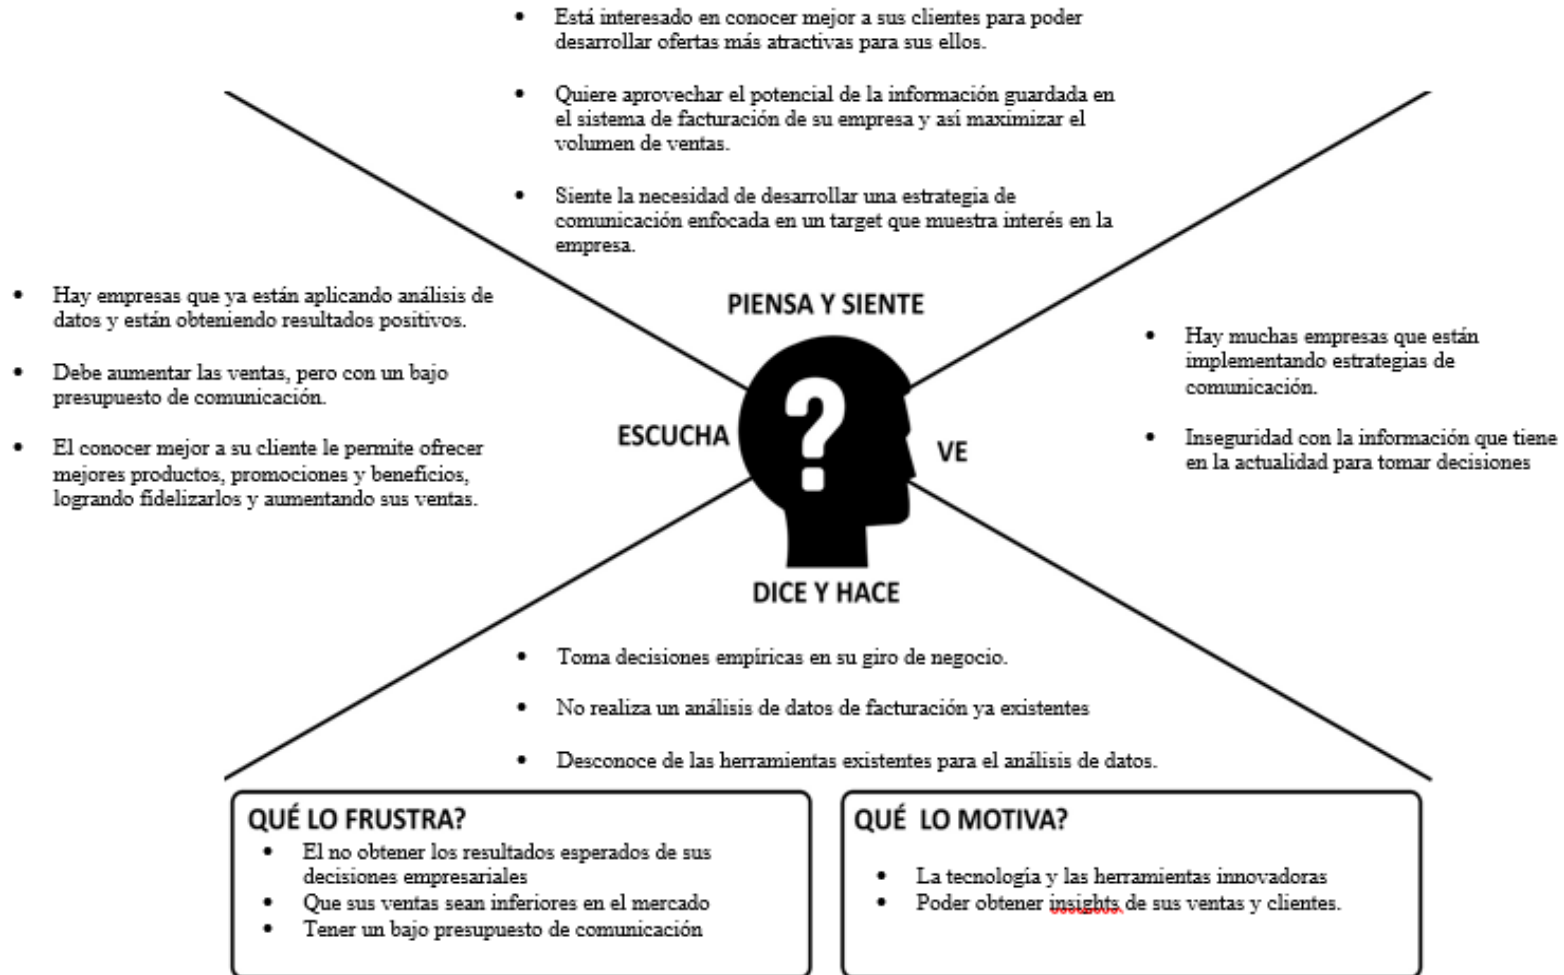 • Está interesado en conocer mejor a sus clientes para poder
desarrollar ofertas más atractivas para sus ellos.
• Quiere aprovechar el potencial de la información guardada en
el sistema de facturación de su empresa y así maximizar el
volumen de ventas.
• Siente la necesidad de desarrollar una estrategia de
comunicación enfocada en un target que muestra interés en la
empresa.
PIENSA Y SIENTE
• Hay empresas que ya están aplicando análisis de
datos y están obteniendo resultados positivos.
• Debe aumentar las ventas, pero con un bajo
presupuesto de comunicación.
• El conocer mejor a su cliente le permite ofrecer
mejores productos, promociones y beneficios,
logrando fidelizarlos y aumentando sus ventas.
ESCUCHA
?
VE
• Hay muchas empresas que están
implementando estrategias de
comunicación.
• Inseguridad con la información que tiene
en la actualidad para tomar decisiones
DICE Y HACE
• Toma decisiones empíricas en su giro de negocio.
• No realiza un análisis de datos de facturación ya existentes
• Desconoce de las herramientas existentes para el análisis de datos.
QUÉ LO FRUSTRA?
• El no obtener los resultados esperados de sus
decisiones empresariales
• Que sus ventas sean inferiores en el mercado
• Tener un bajo presupuesto de comunicación
QUÉ LO MOTIVA?
• La tecnología y las herramientas innovadoras
• Poder obtener insights de sus ventas y clientes.